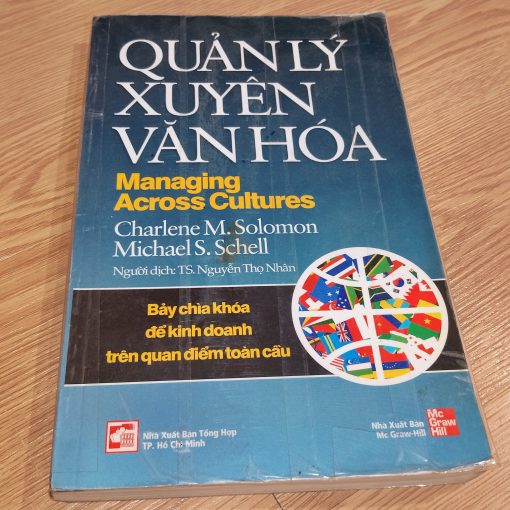 QUẢN LÝ
XUYÊN
VĂN HÓA
Managing
Across Cultures
Charlene M. Solomon
Michael S. Schell
Người dịch: TS. Nguyễn Thọ Nhân
Bảy chìa khóa
để kinh doanh
trên quan điểm toàn cầu
Nhà Xuất Bản Tổng Hợp
TP. Hồ Chí Minh
Nhà Xuất Bản
Mc Graw-Hill
Mc
Graw
Hill